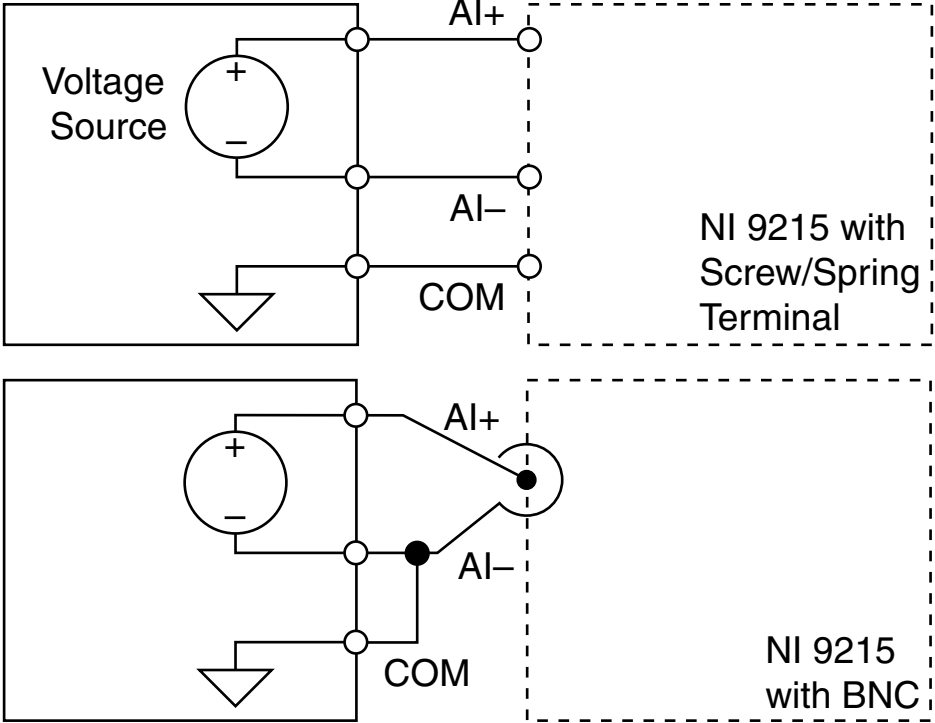 AI+
Voltage
Source
+
–
AI–
COM
NI 9215 with
Screw/Spring
Terminal
AI+
+
–
AI–
COM
NI 9215
with BNC